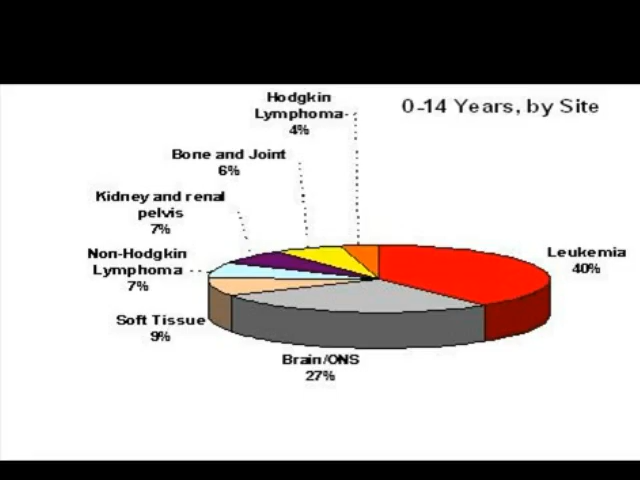 0-14 Years, by Site
Hodgkin
Lymphoma
4%
Bone and Joint
6%
Kidney and renal
pelvis
7%
Non-Hodgkin
Lymphoma
7%
Soft Tissue
9%
Brain/ONS
27%
Leukemia
40%